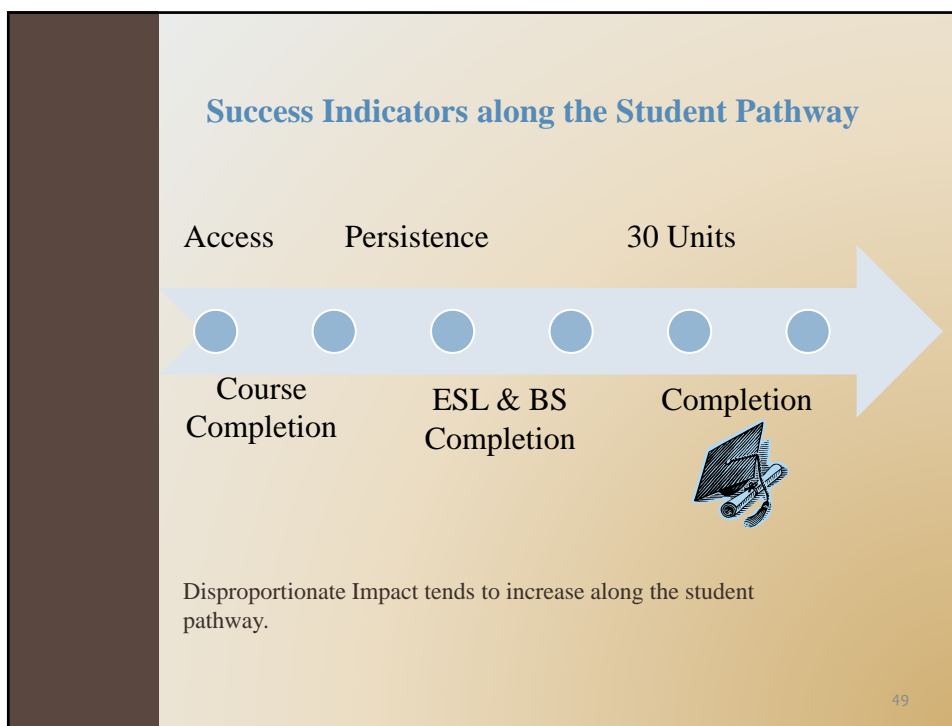 Success Indicators along the Student Pathway
Access Persistence 30 Units
Course
Completion
ESL & BS
Completion
Completion
Disproportionate Impact tends to increase along the student
pathway.
49